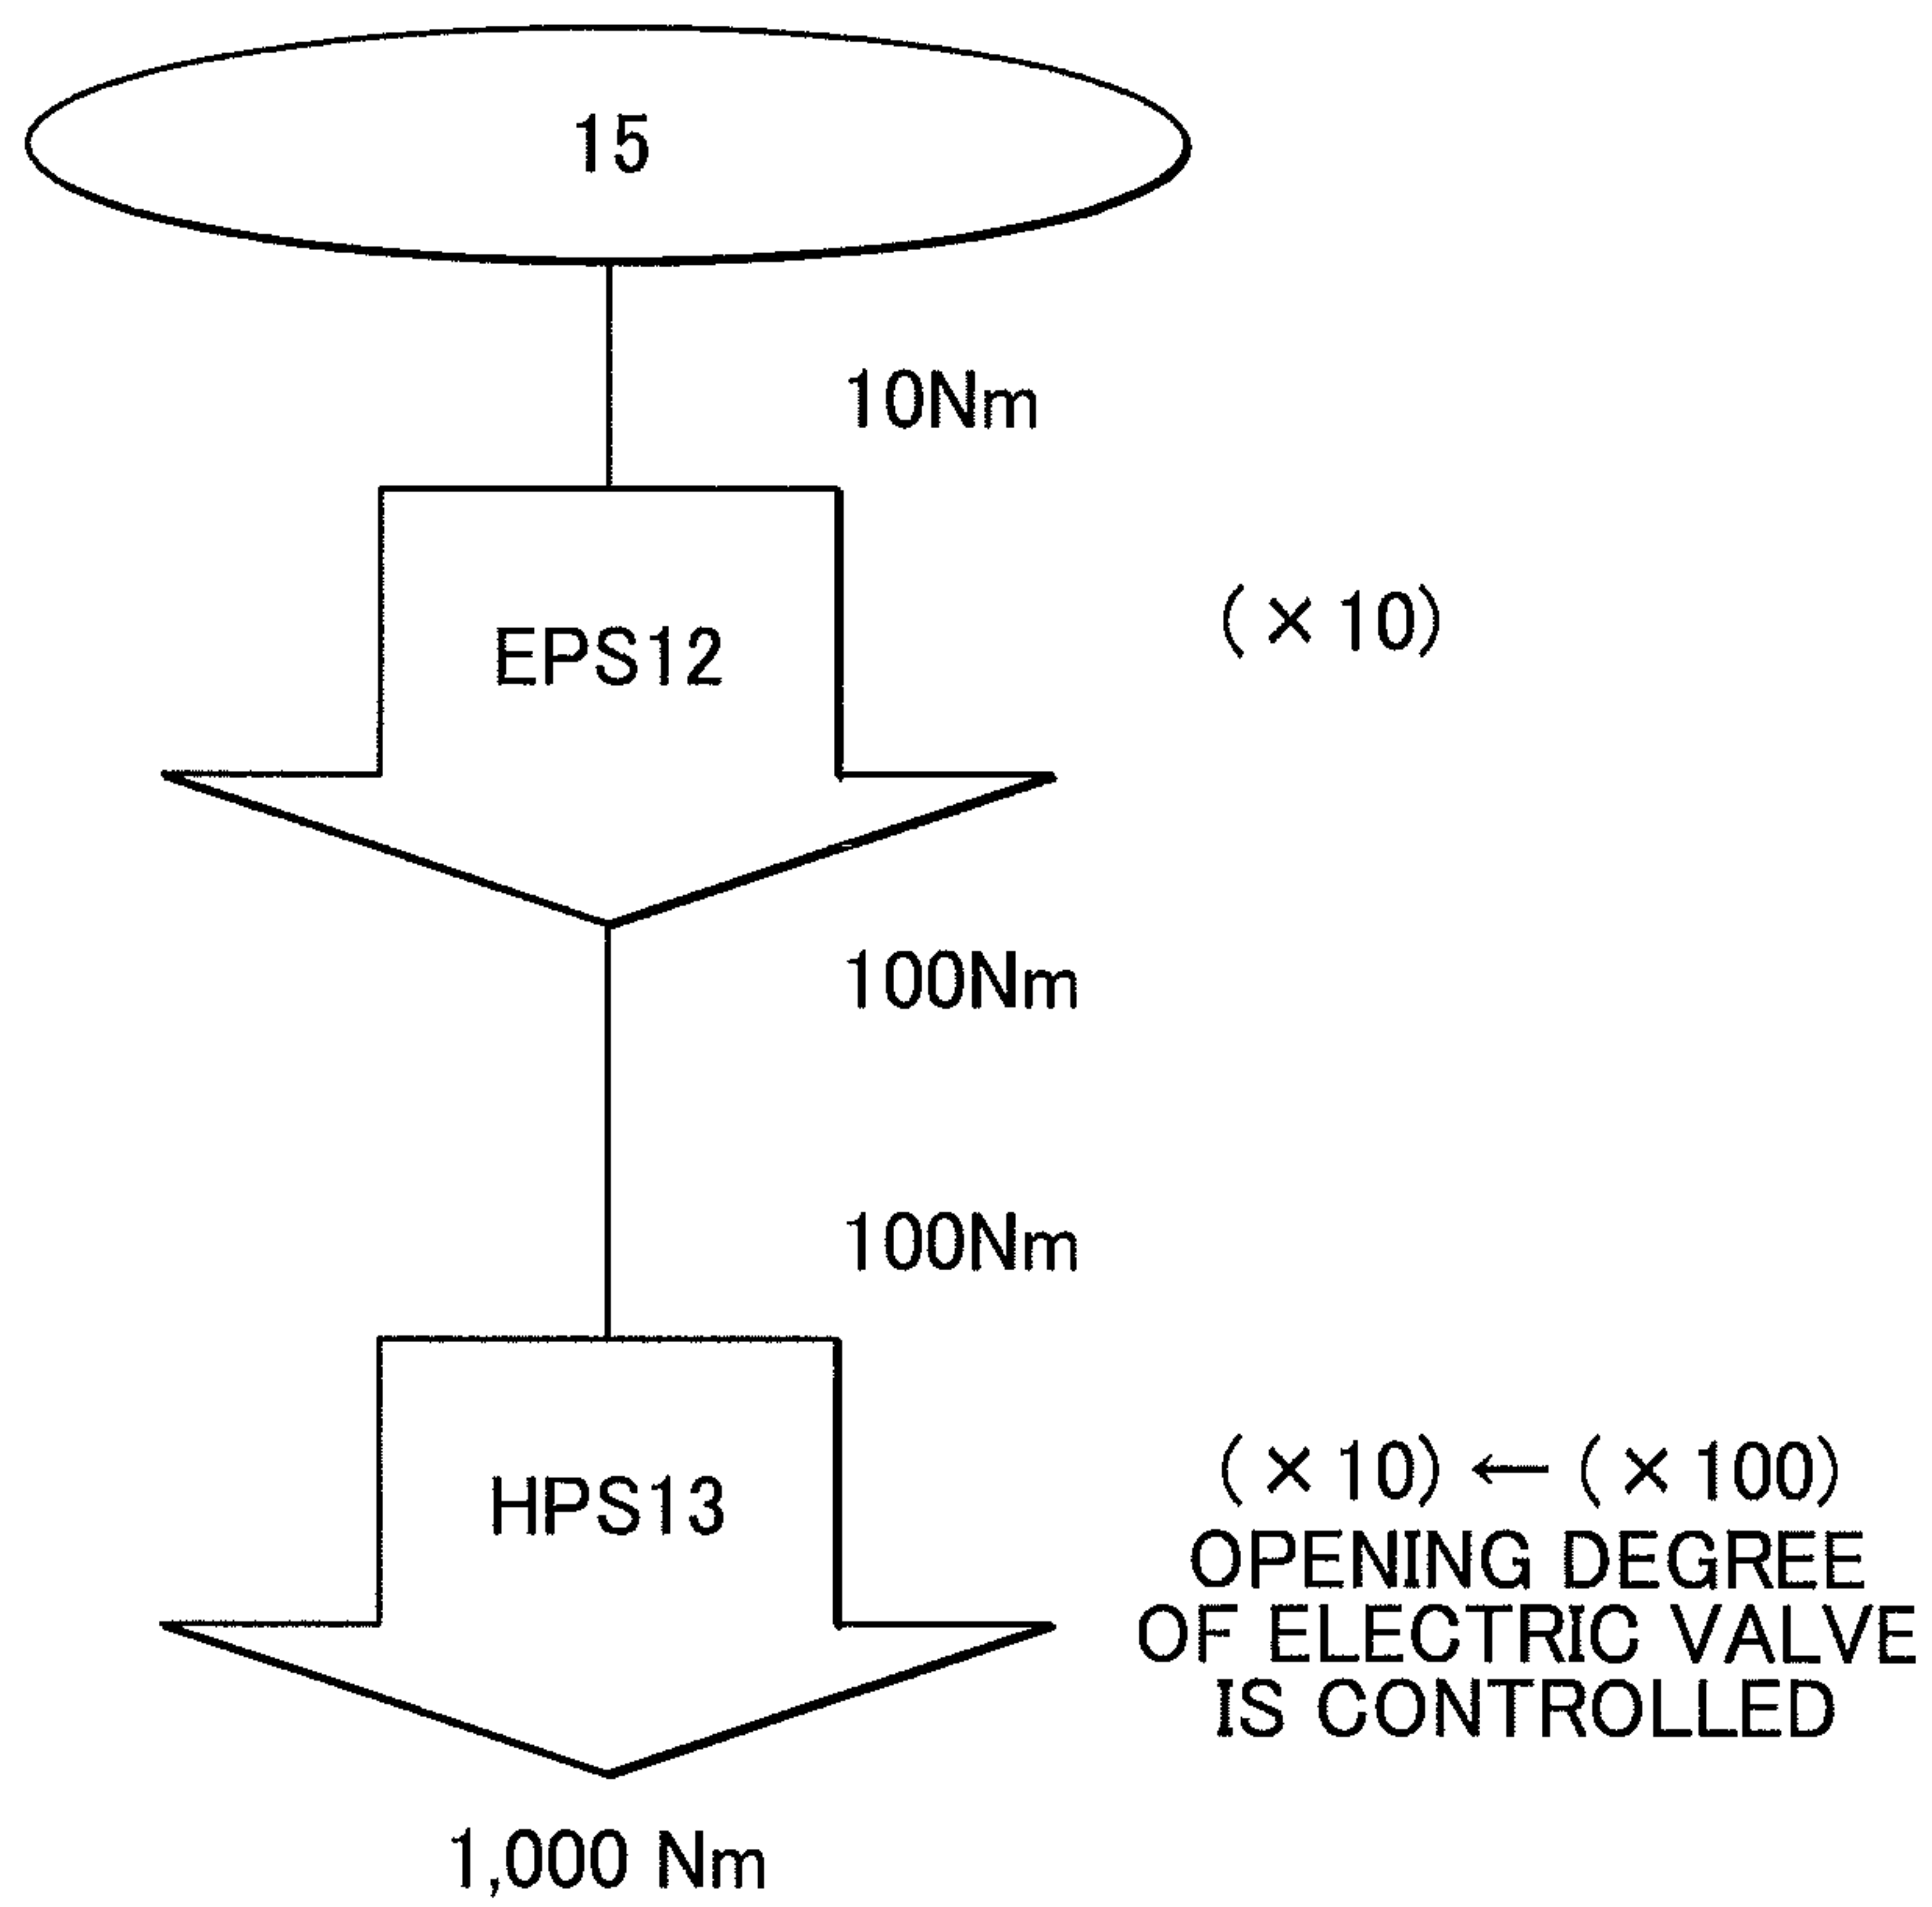 15
10Nm
EPS12
(×10)
100Nm
100Nm
HPS13
(×10)←(×100)
OPENING DEGREE
OF ELECTRIC VALVE
IS CONTROLLED
1,000 Nm